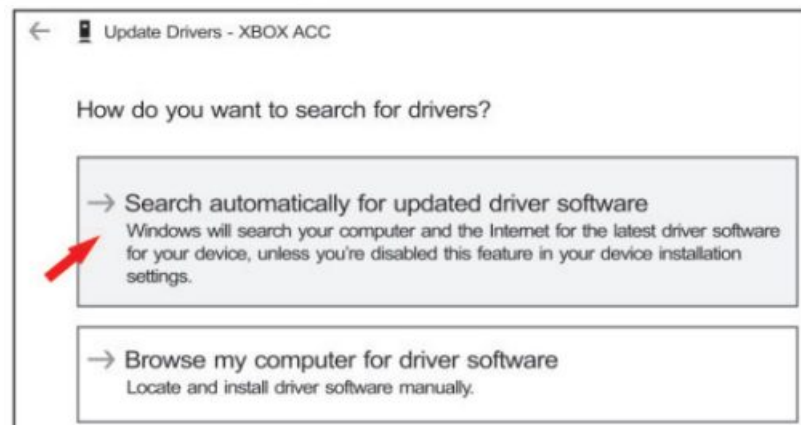 Update Drivers - XBOX ACC
How do you want to search for drivers?
Search automatically for updated driver software
Windows will search your computer and the Internet for the latest driver software
for your device, unless you're disabled this feature in your device installation
settings.
Browse my computer for driver software
Locate and install driver software manually.